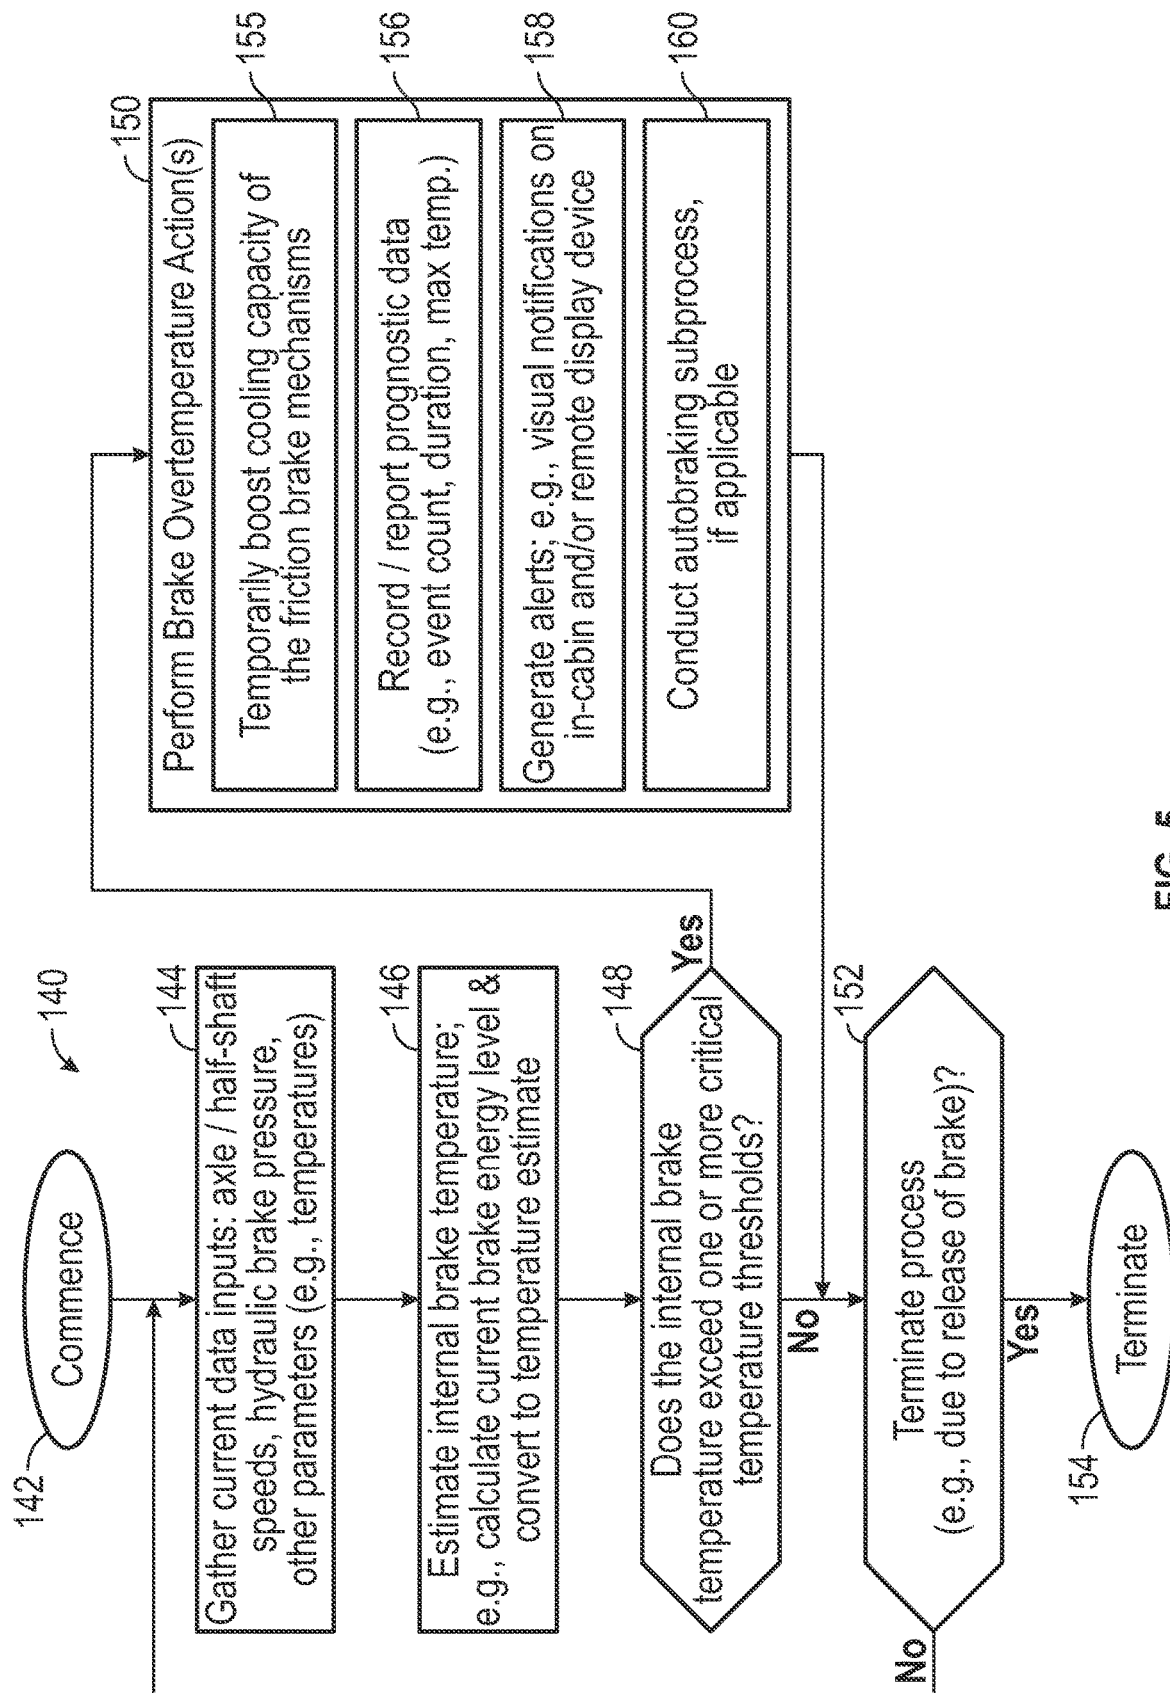 140
142
Commence
144
Gather current data inputs: axle / half-shaft
speeds, hydraulic brake pressure,
other parameters (e.g., temperatures)
146
Estimate internal brake temperature;
e.g., calculate current brake energy level &
convert to temperature estimate
148
Does the internal brake
temperature exceed one or more critical
temperature thresholds?
Yes
No
152
Terminate process
(e.g., due to release of brake)?
No
Yes
154
Terminate
150
Perform Brake Overtemperature Action(s)
155
Temporarily boost cooling capacity of
the friction brake mechanisms
156
Record / report prognostic data
(e.g., event count, duration, max temp.)
158
Generate alerts; e.g., visual notifications on
in-cabin and/or remote display device
160
Conduct autobraking subprocess,
if applicable
FIG. 5